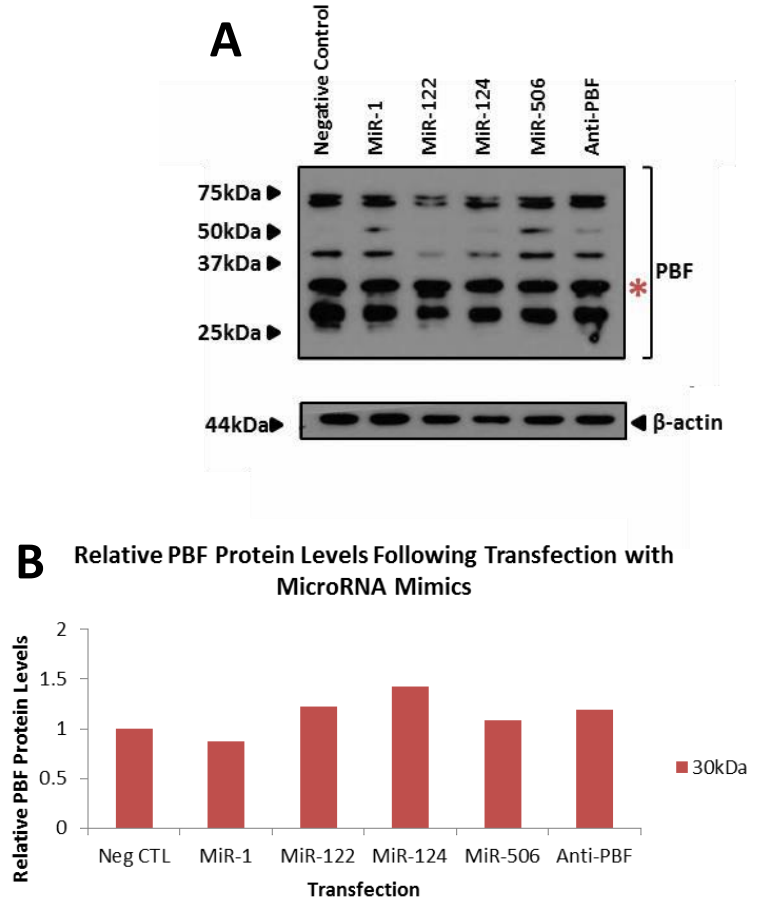 A
Negative Control
MiR-1
MiR-122
MiR-124
MiR-506
Anti-PBF
75kDa
50kDa
37kDa
25kDa
PBF
*
44kDa
β-actin
B
Relative PBF Protein Levels Following Transfection with
MicroRNA Mimics
Relative PBF Protein Levels
2
1.5
1
0.5
0
Neg CTL
MiR-1
MiR-122
MiR-124
MiR-506
Anti-PBF
Transfection
30kDa